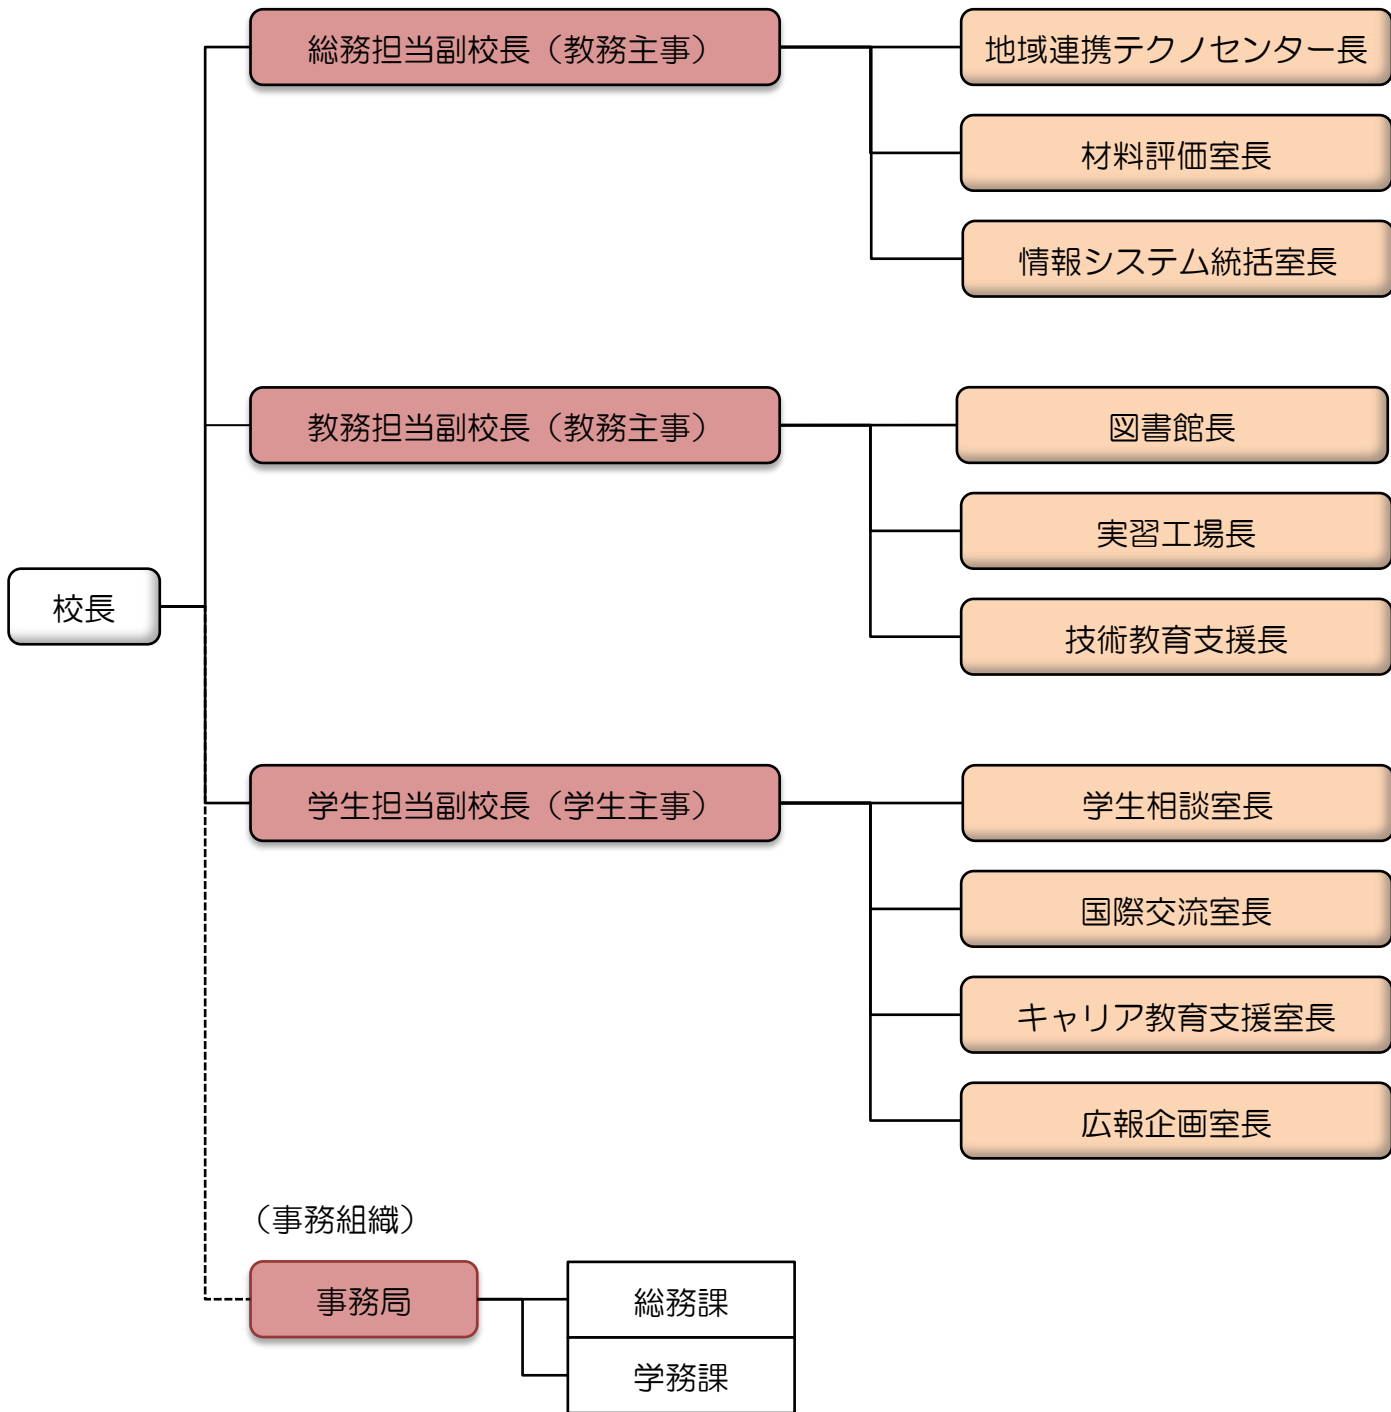 総務担当副校長（教務主事）
地域連携テクノセンター長
材料評価室長
情報システム統括室長
教務担当副校長（教務主事）
図書館長
実習工場長
技術教育支援長
校長
学生担当副校長（学生主事）
学生相談室長
国際交流室長
キャリア教育支援室長
広報企画室長
（事務組織）
事務局
総務課
学務課